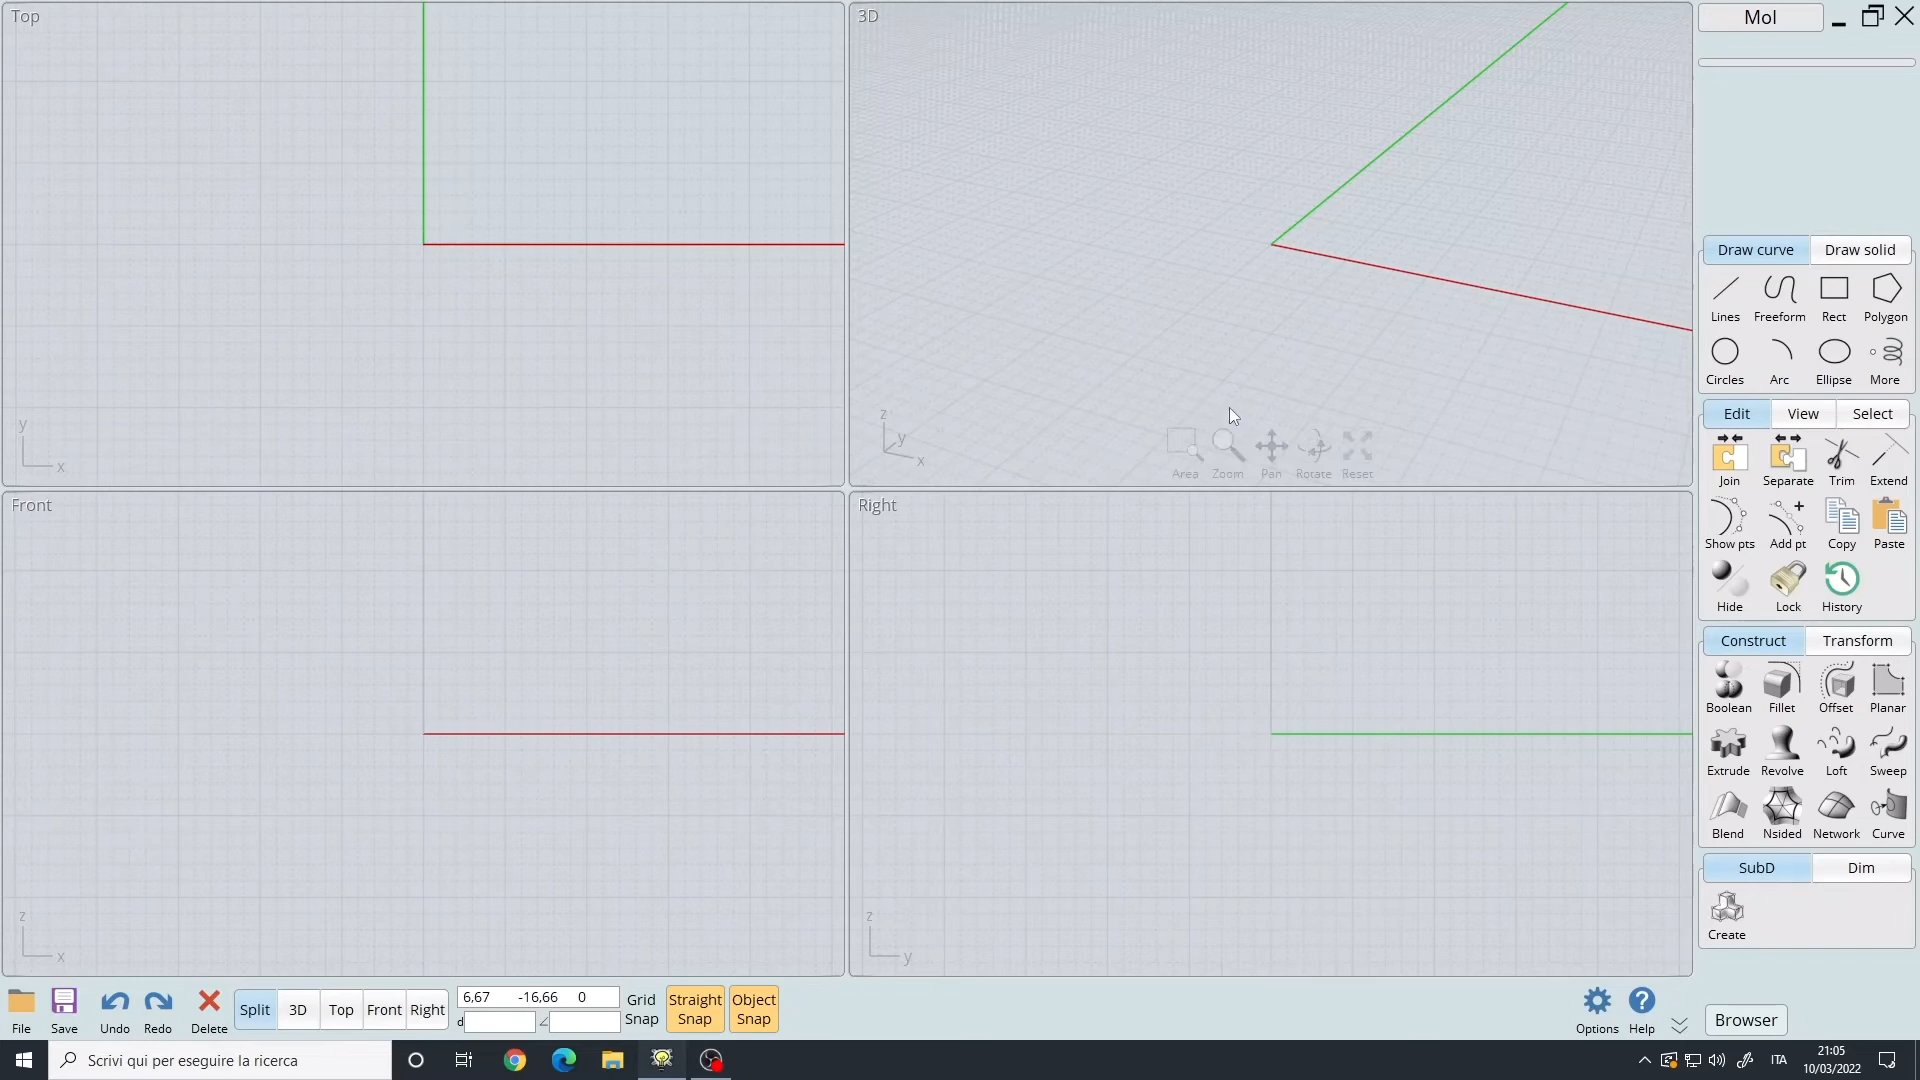 Top
3D
MoI
Draw curve Draw solid
Lines Freeform Rect Polygon
Circles Arc Ellipse More
y
x
z
y
x
Area Zoom Pan Rotate Reset
Edit View Select
Join Separate Trim Extend
Show pts Add pt Copy Paste
Hide Lock History
Front
Right
Construct Transform
Boolean Fillet Offset Planar
Extrude Revolve Loft Sweep
Blend Nsided Network Curve
SubD Dim
Create
z
x
z
y
File Save Undo Redo Delete
Split 3D Top Front Right
6,67 -16,66 0
d
Grid Snap
Straight Snap
Object Snap
Options Help
Browser
Scrivi qui per eseguire la ricerca
ITA
21:05
10/03/2022